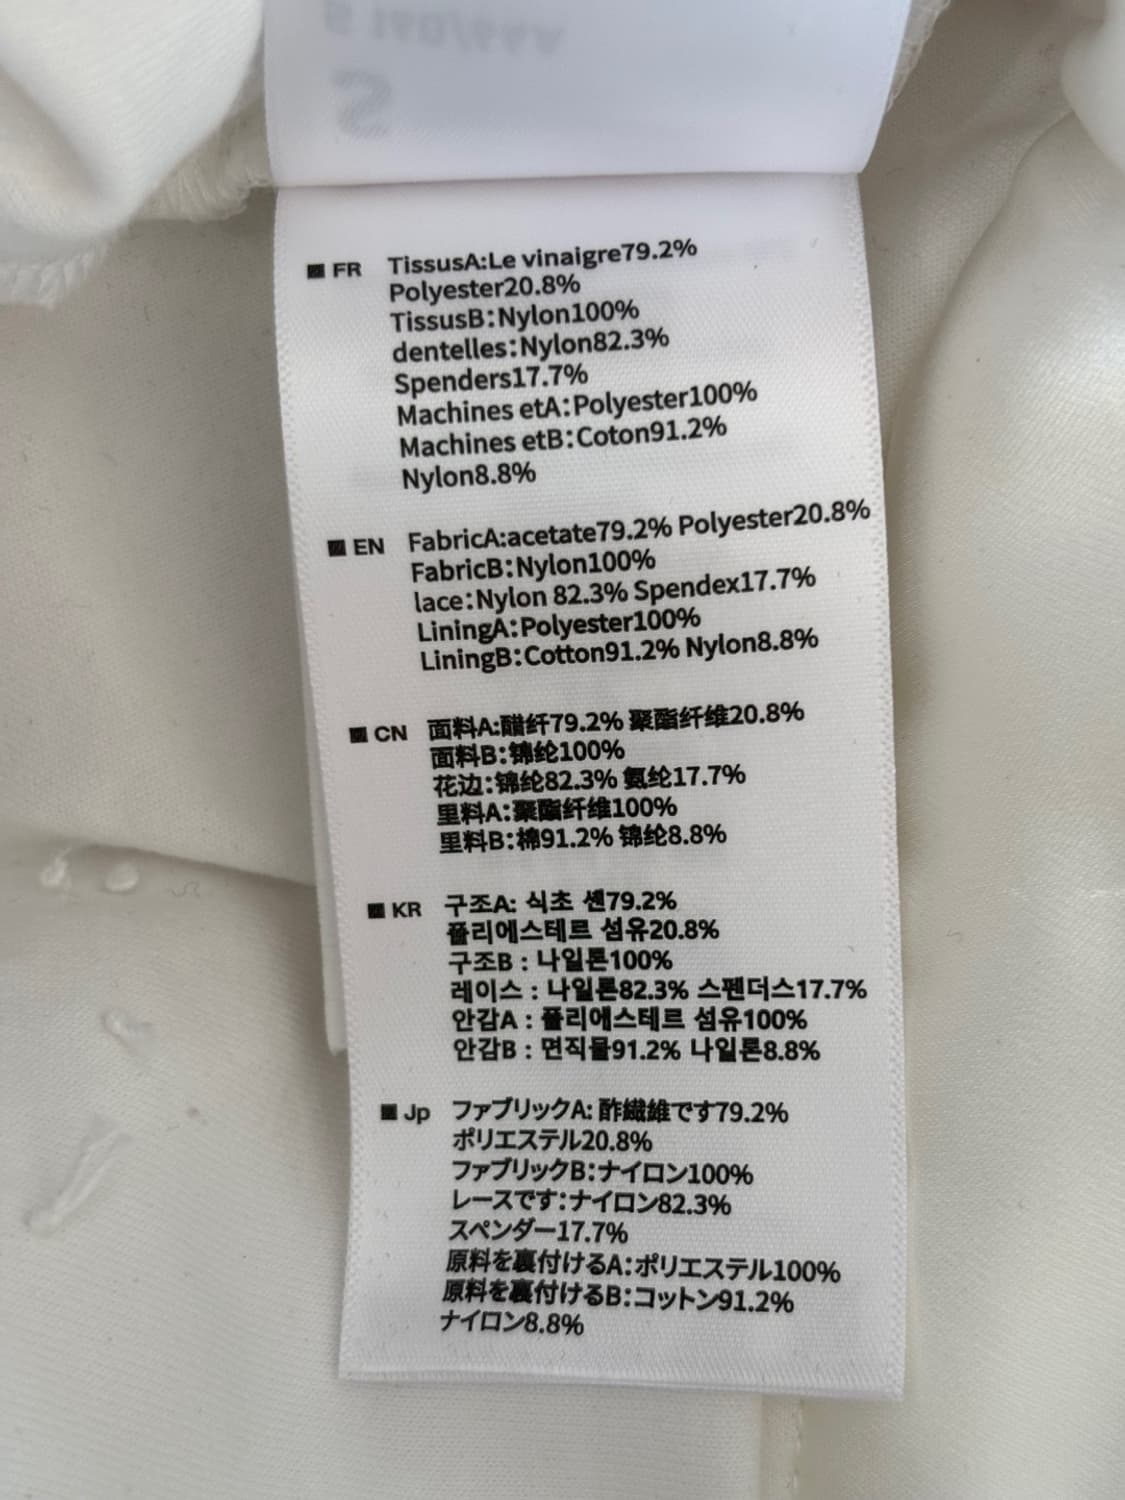 FR TissusA:Le vinaigre79.2%
Polyester20.8%
TissusB:Nylon100%
dentelles:Nylon82.3%
Spenders17.7%
Machines etA:Polyester100%
Machines etB:Coton91.2%
Nylon8.8%
EN FabricA:acetate79.2% Polyester20.8%
FabricB:Nylon100%
lace:Nylon 82.3% Spendex17.7%
LiningA:Polyester100%
LiningB:Cotton91.2% Nylon8.8%
CN 面料A:醋纤79.2% 聚酯纤维20.8%
面料B:锦纶100%
花边:锦纶82.3% 氨纶17.7%
里料A:聚酯纤维100%
里料B:棉91.2% 锦纶8.8%
KR 구조A: 식초 센79.2%
폴리에스테르 섬유20.8%
구조B : 나일론100%
레이스 : 나일론82.3% 스펜더스17.7%
안감A : 폴리에스테르 섬유100%
안감B : 면직물91.2% 나일론8.8%
Jp ファブリックA: 酢繊維です79.2%
ポリエステル20.8%
ファブリックB:ナイロン100%
レースです:ナイロン82.3%
スペンダー17.7%
原料を裏付けるA:ポリエステル100%
原料を裏付けるB:コットン91.2%
ナイロン8.8%